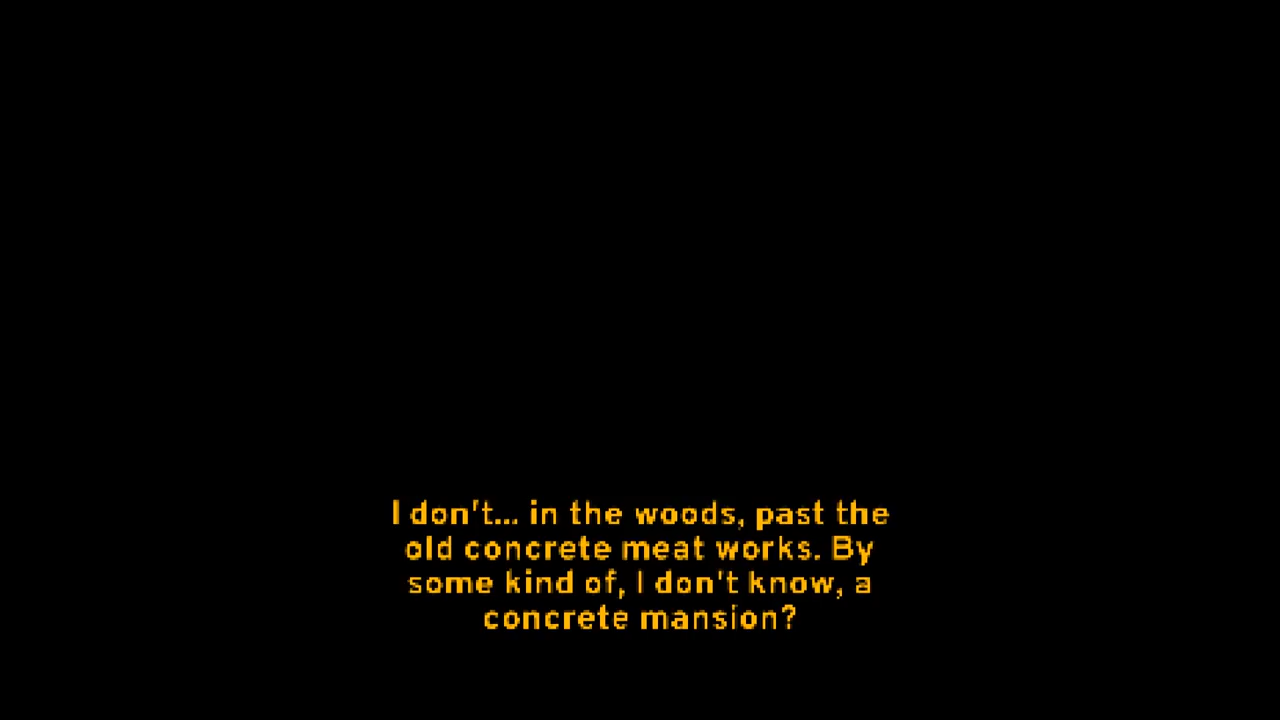 I don't... in the woods, past the
old concrete meat works. By
some kind of, I don't know, a
concrete mansion?